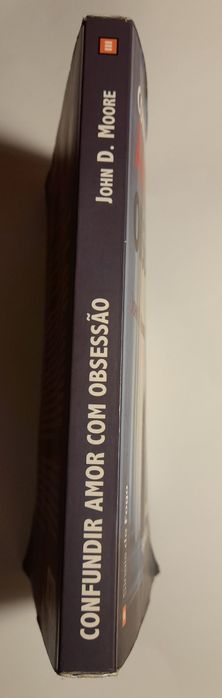 CONFUNDIR AMOR COM OBSESSÃO
JOHN D. MOORE